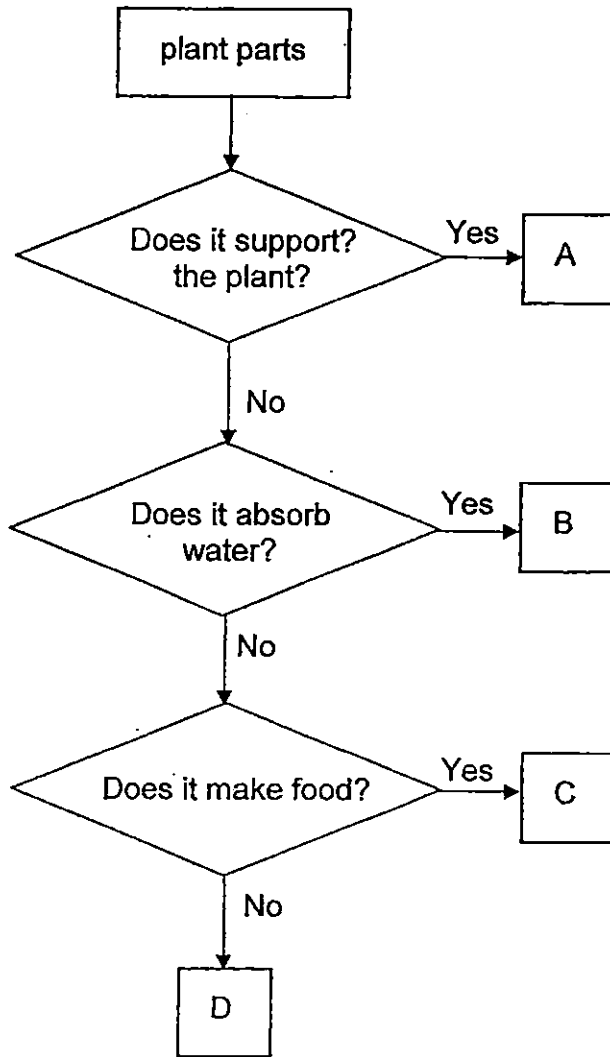 plant parts
Does it support?
the plant?
Yes
A
No
Does it absorb
water?
Yes
B
No
Does it make food?
Yes
C
No
D